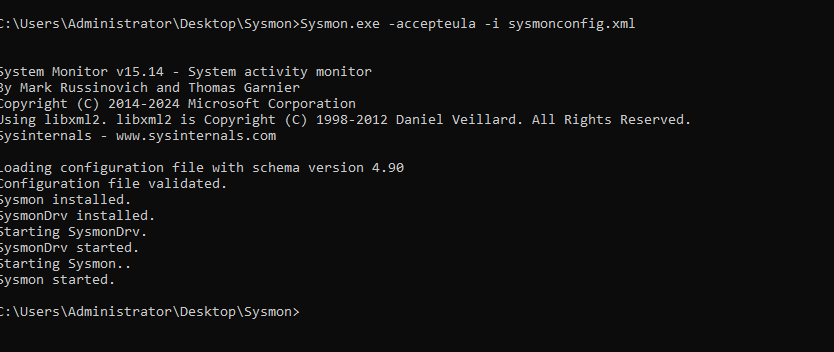 C:\Users\Administrator\Desktop\Sysmon>Sysmon.exe -accepteula -i sysmonconfig.xml
System Monitor v15.14 - System activity monitor
By Mark Russinovich and Thomas Garnier
Copyright (C) 2014-2024 Microsoft Corporation
Using libxml2. libxml2 is Copyright (C) 1998-2012 Daniel Veillard. All Rights Reserved.
Sysinternals - www.sysinternals.com
Loading configuration file with schema version 4.90
Configuration file validated.
Sysmon installed.
SysmonDrv installed.
Starting SysmonDrv.
SysmonDrv started.
Starting Sysmon..
Sysmon started.
C:\Users\Administrator\Desktop\Sysmon>